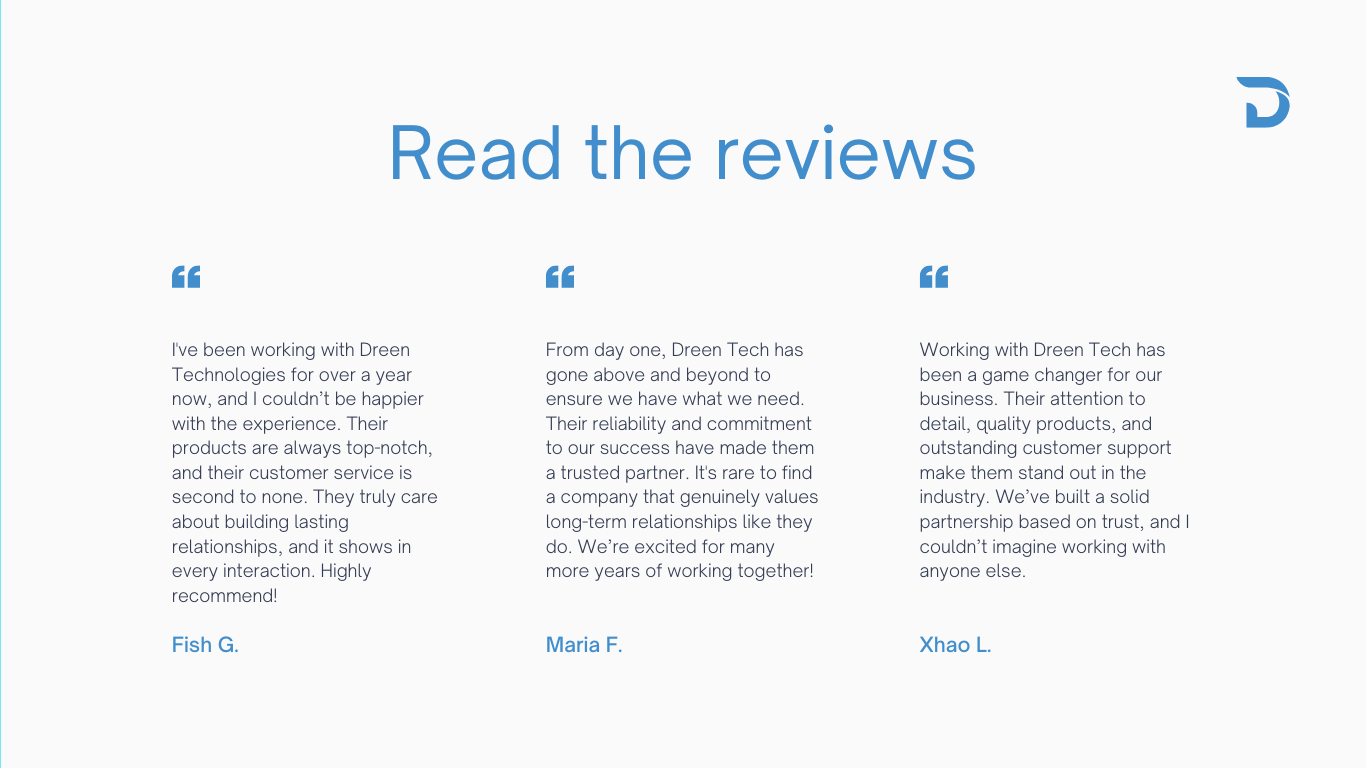 Read the reviews
I've been working with Dreen
Technologies for over a year
now, and I couldn’t be happier
with the experience. Their
products are always top-notch,
and their customer service is
second to none. They truly care
about building lasting
relationships, and it shows in
every interaction. Highly
recommend!
Fish G.
From day one, Dreen Tech has
gone above and beyond to
ensure we have what we need.
Their reliability and commitment
to our success have made them
a trusted partner. It's rare to find
a company that genuinely values
long-term relationships like they
do. We’re excited for many
more years of working together!
Maria F.
Working with Dreen Tech has
been a game changer for our
business. Their attention to
detail, quality products, and
outstanding customer support
make them stand out in the
industry. We’ve built a solid
partnership based on trust, and I
couldn’t imagine working with
anyone else.
Xhao L.